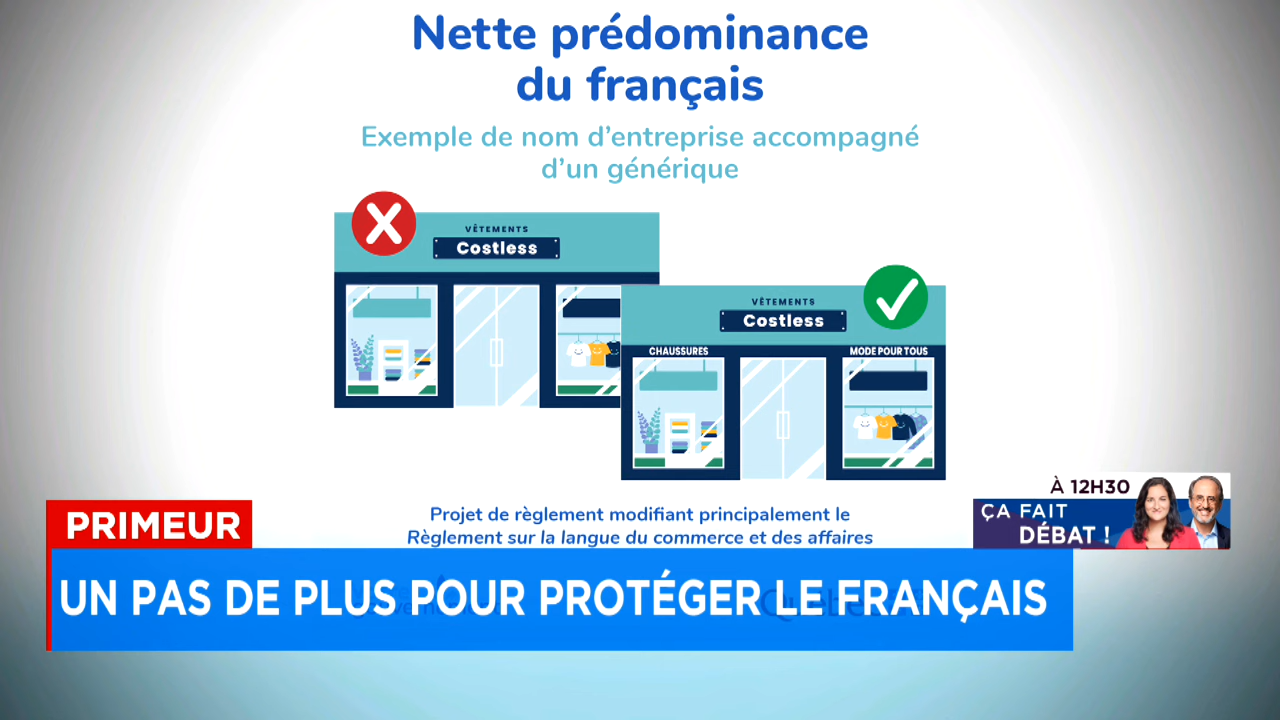 Nette prédominance
du français
Exemple de nom d'entreprise accompagné
d'un générique
VÊTEMENTS
Costless
VÊTEMENTS
Costless
CHAUSSURES
MODE POUR TOUS
Projet de règlement modifiant principalement le
Règlement sur la langue du commerce et des affaires
À 12H30
ÇA FAIT
DÉBAT !
PRIMEUR
UN PAS DE PLUS POUR PROTÉGER LE FRANÇAIS